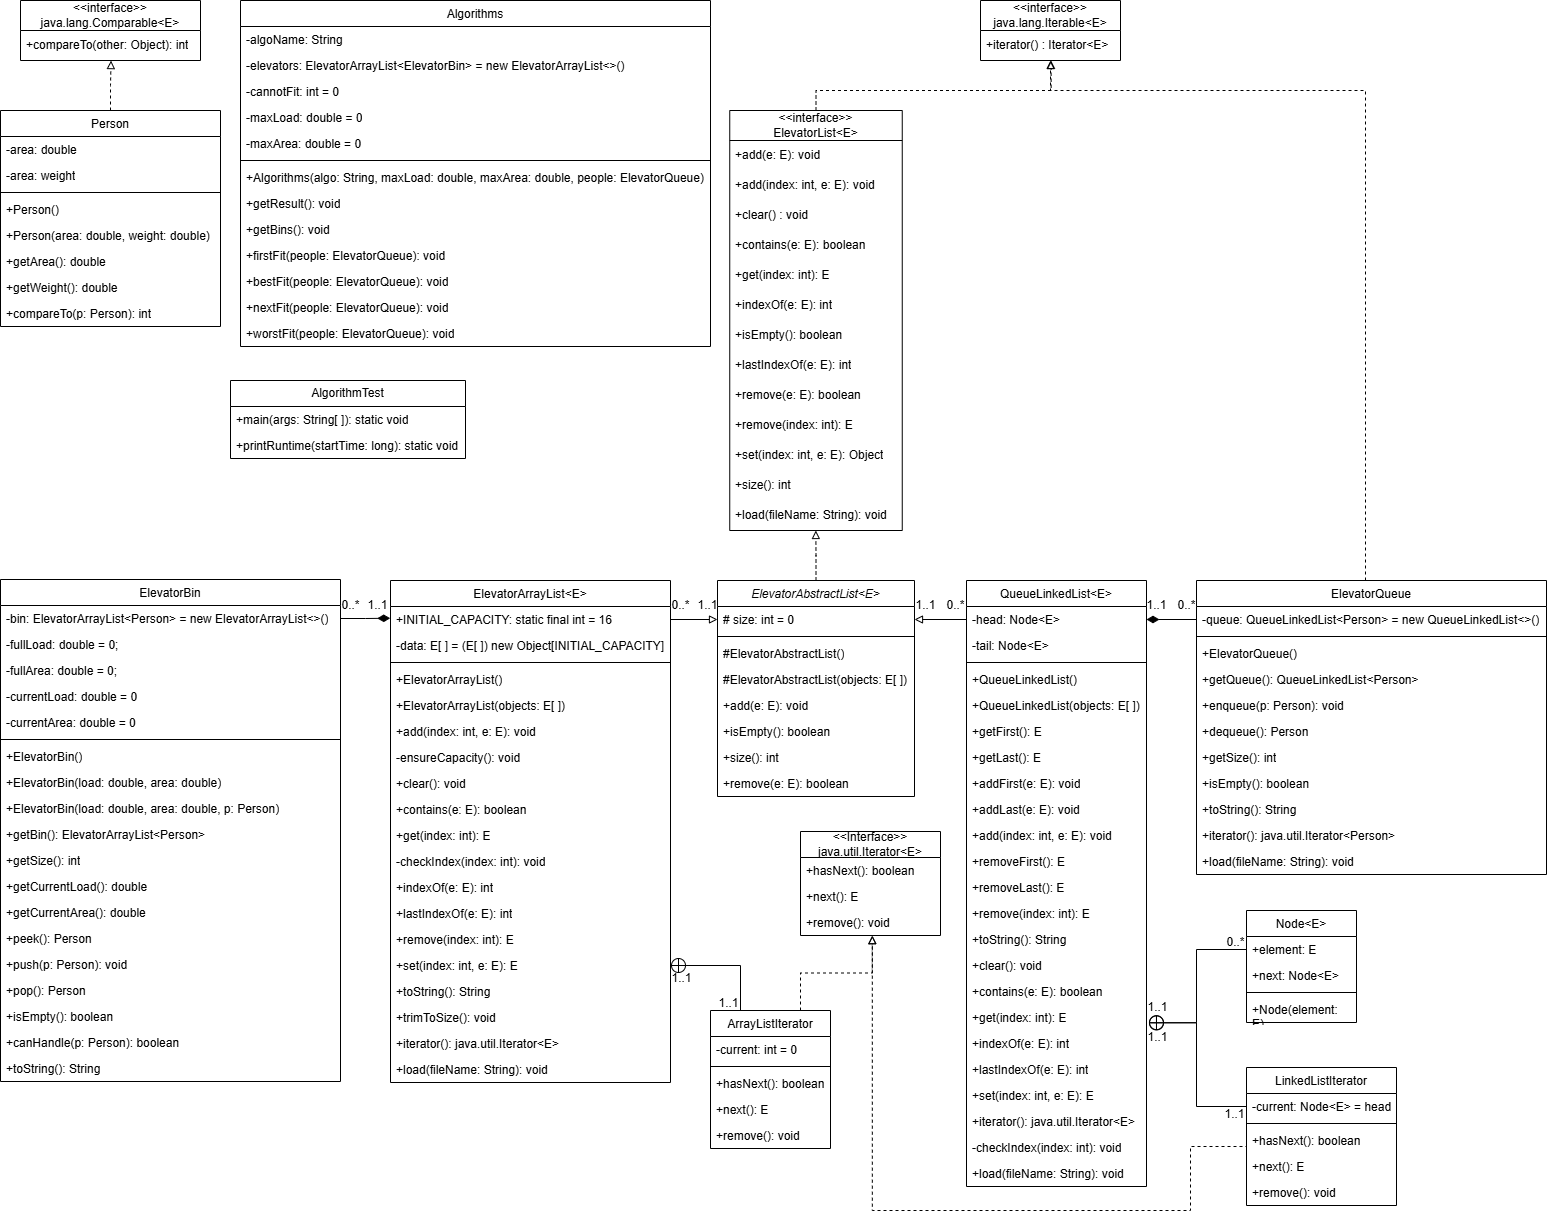 <<interface>>
java.lang.Comparable<E>
+compareTo(other: Object): int
Person
-area: double
-area: weight
+Person()
+Person(area: double, weight: double)
+getArea(): double
+getWeight(): double
+compareTo(p: Person): int
Algorithms
-algoName: String
-elevators: ElevatorArrayList<ElevatorBin> = new ElevatorArrayList<>()
-cannotFit: int = 0
-maxLoad: double = 0
-maxArea: double = 0
+Algorithms(algo: String, maxLoad: double, maxArea: double, people: ElevatorQueue)
+getResult(): void
+getBins(): void
+firstFit(people: ElevatorQueue): void
+bestFit(people: ElevatorQueue): void
+nextFit(people: ElevatorQueue): void
+worstFit(people: ElevatorQueue): void
AlgorithmTest
+main(args: String[ ]): static void
+printRuntime(startTime: long): static void
<<interface>>
java.lang.Iterable<E>
+iterator() : Iterator<E>
<<interface>>
ElevatorList<E>
+add(e: E): void
+add(index: int, e: E): void
+clear() : void
+contains(e: E): boolean
+get(index: int): E
+indexOf(e: E): int
+isEmpty(): boolean
+lastIndexOf(e: E): int
+remove(e: E): boolean
+remove(index: int): E
+set(index: int, e: E): Object
+size(): int
+load(fileName: String): void
ElevatorBin
-bin: ElevatorArrayList<Person> = new ElevatorArrayList<>()
-fullLoad: double = 0;
-fullArea: double = 0;
-currentLoad: double = 0
-currentArea: double = 0
+ElevatorBin()
+ElevatorBin(load: double, area: double)
+ElevatorBin(load: double, area: double, p: Person)
+getBin(): ElevatorArrayList<Person>
+getSize(): int
+getCurrentLoad(): double
+getCurrentArea(): double
+peek(): Person
+push(p: Person): void
+pop(): Person
+isEmpty(): boolean
+canHandle(p: Person): boolean
+toString(): String
0..*
1..1
ElevatorArrayList<E>
+INITIAL_CAPACITY: static final int = 16
-data: E[ ] = (E[ ]) new Object[INITIAL_CAPACITY]
+ElevatorArrayList()
+ElevatorArrayList(objects: E[ ])
+add(index: int, e: E): void
-ensureCapacity(): void
+clear(): void
+contains(e: E): boolean
+get(index: int): E
-checkIndex(index: int): void
+indexOf(e: E): int
+lastIndexOf(e: E): int
+remove(index: int): E
+set(index: int, e: E): E
+toString(): String
+trimToSize(): void
+iterator(): java.util.Iterator<E>
+load(fileName: String): void
0..*
1..1
ElevatorAbstractList<E>
# size: int = 0
#ElevatorAbstractList()
#ElevatorAbstractList(objects: E[ ])
+add(e: E): void
+isEmpty(): boolean
+size(): int
+remove(e: E): boolean
<<Interface>>
java.util.Iterator<E>
+hasNext(): boolean
+next(): E
+remove(): void
1..1
1..1
ArrayListIterator
-current: int = 0
+hasNext(): boolean
+next(): E
+remove(): void
1..1
0..*
QueueLinkedList<E>
-head: Node<E>
-tail: Node<E>
+QueueLinkedList()
+QueueLinkedList(objects: E[ ])
+getFirst(): E
+getLast(): E
+addFirst(e: E): void
+addLast(e: E): void
+add(index: int, e: E): void
+removeFirst(): E
+removeLast(): E
+remove(index: int): E
+toString(): String
+clear(): void
+contains(e: E): boolean
+get(index: int): E
+indexOf(e: E): int
+lastIndexOf(e: E): int
+set(index: int, e: E): E
+iterator(): java.util.Iterator<E>
-checkIndex(index: int): void
+load(fileName: String): void
1..1
0..*
ElevatorQueue
-queue: QueueLinkedList<Person> = new QueueLinkedList<>()
+ElevatorQueue()
+getQueue(): QueueLinkedList<Person>
+enqueue(p: Person): void
+dequeue(): Person
+getSize(): int
+isEmpty(): boolean
+toString(): String
+iterator(): java.util.Iterator<Person>
+load(fileName: String): void
0..*
Node<E>
+element: E
+next: Node<E>
+Node(element:
1..1
1..1
1..1
LinkedListIterator
-current: Node<E> = head
+hasNext(): boolean
+next(): E
+remove(): void